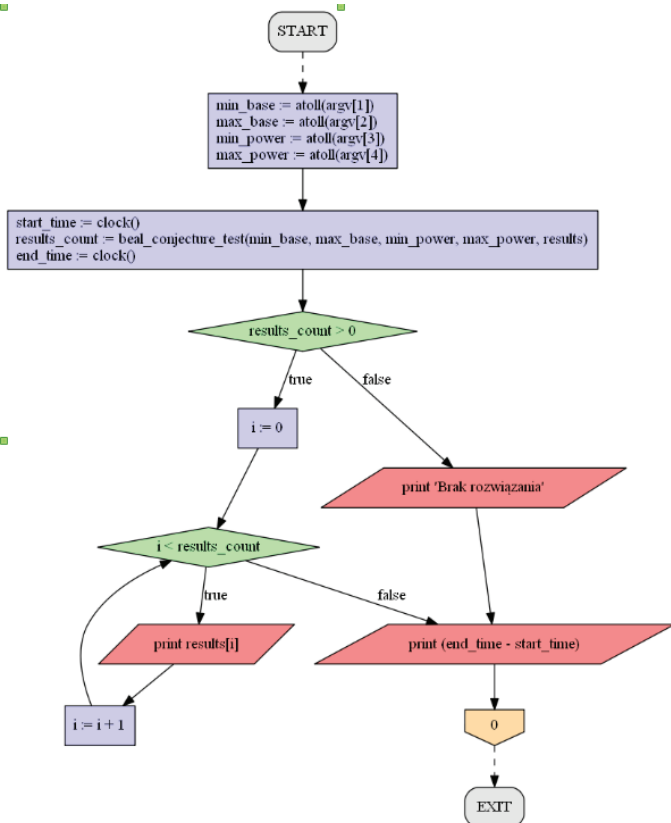 START
min_base := atoll(argv[1])
max_base := atoll(argv[2])
min_power := atoll(argv[3])
max_power := atoll(argv[4])
start_time := clock()
results_count := beal_conjecture_test(min_base, max_base, min_power, max_power, results)
end_time := clock()
results_count > 0
true
false
i := 0
print 'Brak rozwiązania'
i < results_count
true
false
print results[i]
print (end_time - start_time)
i := i + 1
0
EXIT